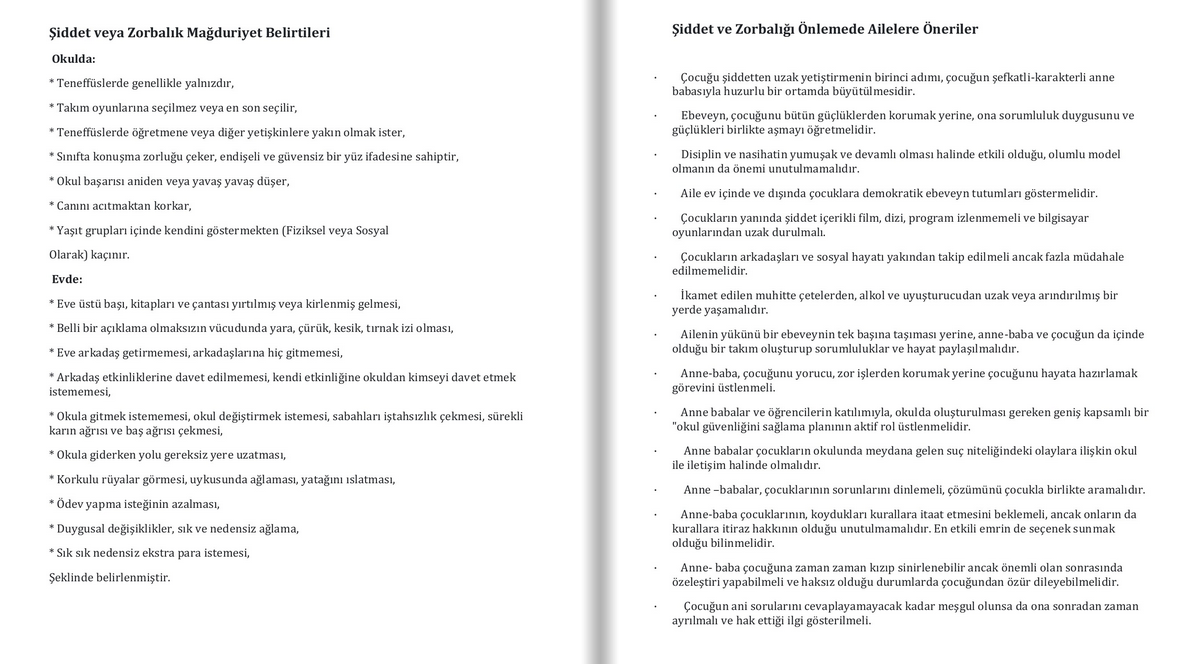 Şiddet veya Zorbalık Mağduriyet Belirtileri
Okulda:
* Teneffüslerde genellikle yalnızdır,
* Takım oyunlarına seçilmez veya en son seçilir,
* Teneffüslerde öğretmene veya diğer yetişkinlere yakın olmak ister,
* Sınıfta konuşma zorluğu çeker, endişeli ve güvensiz bir yüz ifadesine sahiptir,
* Okul başarısı aniden veya yavaş yavaş düşer,
* Canını acıtmaktan korkar,
* Yaşıt grupları içinde kendini göstermekten (Fiziksel veya Sosyal
Olarak) kaçınır.
Evde:
* Eve üstü başı, kitapları ve çantası yırtılmış veya kirlenmiş gelmesi,
* Belli bir açıklama olmaksızın vücudunda yara, çürük, kesik, tırnak izi olması,
* Eve arkadaş getirmemesi, arkadaşlarına hiç gitmemesi,
* Arkadaş etkinliklerine davet edilmemesi, kendi etkinliğine okuldan kimseyi davet etmek
istememesi,
* Okula gitmek istememesi, okul değiştirmek istemesi, sabahları iştahsızlık çekmesi, sürekli
karın ağrısı ve baş ağrısı çekmesi,
* Okula giderken yolu gereksiz yere uzatması,
* Korkulu rüyalar görmesi, uykusunda ağlaması, yatağını ıslatması,
* Ödev yapma isteğinin azalması,
* Duygusal değişiklikler, sık ve nedensiz ağlama,
* Sık sık nedensiz ekstra para istemesi,
Şeklinde belirlenmiştir.
Şiddet ve Zorbalığı Önlemede Ailelere Öneriler
· Çocuğu şiddetten uzak yetiştirmenin birinci adımı, çocuğun şefkatli-karakterli anne
babasıyla huzurlu bir ortamda büyütülmesidir.
· Ebeveyn, çocuğunu bütün güçlüklerden korumak yerine, ona sorumluluk duygusunu ve
güçlükleri birlikte aşmayı öğretmelidir.
· Disiplin ve nasihatin yumuşak ve devamlı olması halinde etkili olduğu, olumlu model
olmanın da önemi unutulmamalıdır.
· Aile ev içinde ve dışında çocuklara demokratik ebeveyn tutumları göstermelidir.
· Çocukların yanında şiddet içerikli film, dizi, program izlenmemeli ve bilgisayar
oyunlarından uzak durulmalı.
· Çocukların arkadaşları ve sosyal hayatı yakından takip edilmeli ancak fazla müdahale
edilmemelidir.
· İkamet edilen muhitte çetelerden, alkol ve uyuşturucudan uzak veya arındırılmış bir
yerde yaşamalıdır.
· Ailenin yükünü bir ebeveynin tek başına taşıması yerine, anne-baba ve çocuğun da içinde
olduğu bir takım oluşturup sorumluluklar ve hayat paylaşılmalıdır.
· Anne-baba, çocuğunu yorucu, zor işlerden korumak yerine çocuğunu hayata hazırlamak
görevini üstlenmeli.
· Anne babalar ve öğrencilerin katılımıyla, okulda oluşturulması gereken geniş kapsamlı bir
"okul güvenliğini sağlama planının aktif rol üstlenmelidir.
· Anne babalar çocukların okulunda meydana gelen suç niteliğindeki olaylara ilişkin okul
ile iletişim halinde olmalıdır.
· Anne –babalar, çocuklarının sorunlarını dinlemeli, çözümünü çocukla birlikte aramalıdır.
· Anne-baba çocuklarının, koydukları kurallara itaat etmesini beklemeli, ancak onların da
kurallara itiraz hakkının olduğu unutulmamalıdır. En etkili emrin de seçenek sunmak
olduğu bilinmelidir.
· Anne- baba çocuğuna zaman zaman kızıp sinirlenebilir ancak önemli olan sonrasında
özeleştiri yapabilmeli ve haksız olduğu durumlarda çocuğundan özür dileyebilmelidir.
· Çocuğun ani sorularını cevaplayamayacak kadar meşgul olunsa da ona sonradan zaman
ayrılmalı ve hak ettiği ilgi gösterilmeli.